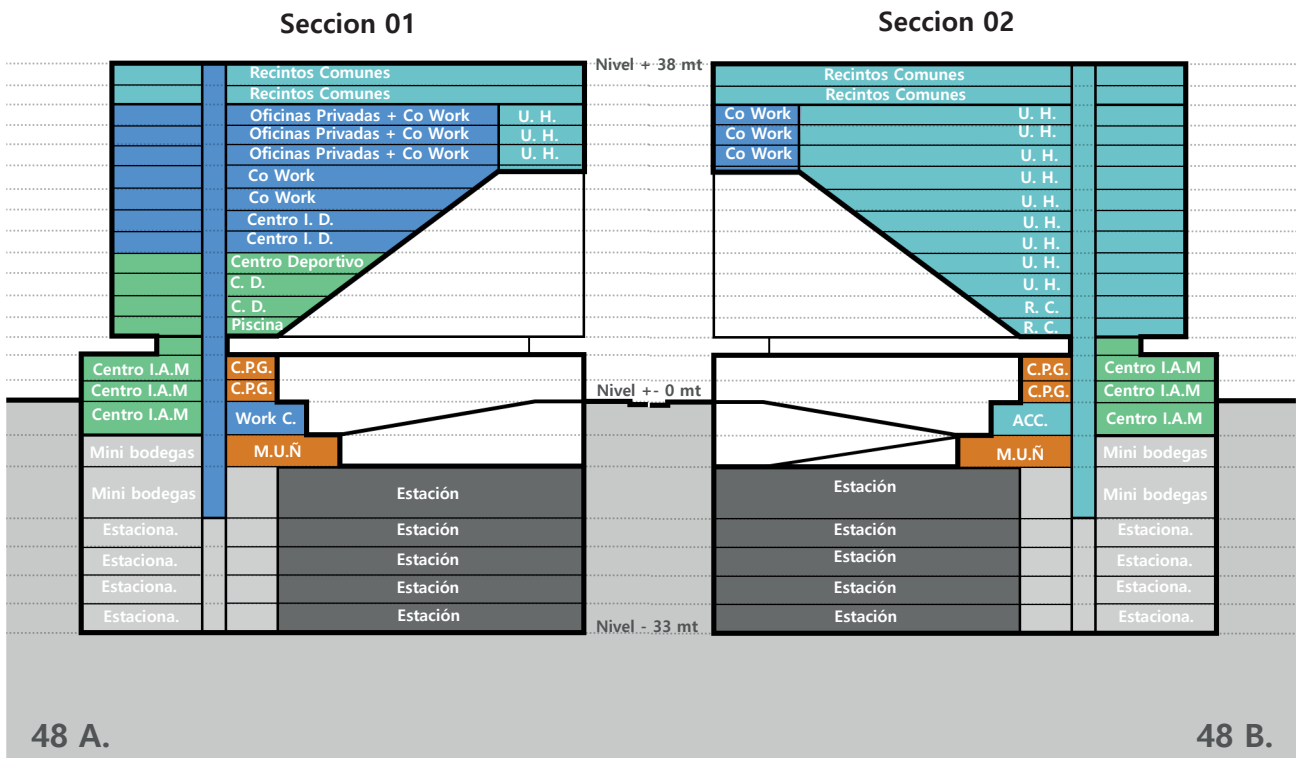 Seccion 01
Recintos Comunes
Recintos Comunes
Oficinas Privadas + Co Work U. H.
Oficinas Privadas + Co Work U. H.
Oficinas Privadas + Co Work U. H.
Co Work
Co Work
Centro I. D.
Centro I. D.
Centro Deportivo
C. D.
C. D.
Piscina
Centro I.A.M C.P.G.
Centro I.A.M C.P.G.
Centro I.A.M Work C.
Mini bodegas M.U.Ñ
Mini bodegas Estación
Estaciona. Estación
Estaciona. Estación
Estaciona. Estación
Estaciona. Estación
Nivel + 38 mt
Nivel +- 0 mt
Nivel - 33 mt
Seccion 02
Recintos Comunes
Recintos Comunes
Co Work U. H.
Co Work U. H.
Co Work U. H.
U. H.
U. H.
U. H.
U. H.
U. H.
U. H.
R. C.
R. C.
C.P.G. Centro I.A.M
C.P.G. Centro I.A.M
ACC. Centro I.A.M
M.U.Ñ Mini bodegas
Estación Mini bodegas
Estación Estaciona.
Estación Estaciona.
Estación Estaciona.
Estación Estaciona.
48 A.
48 B.